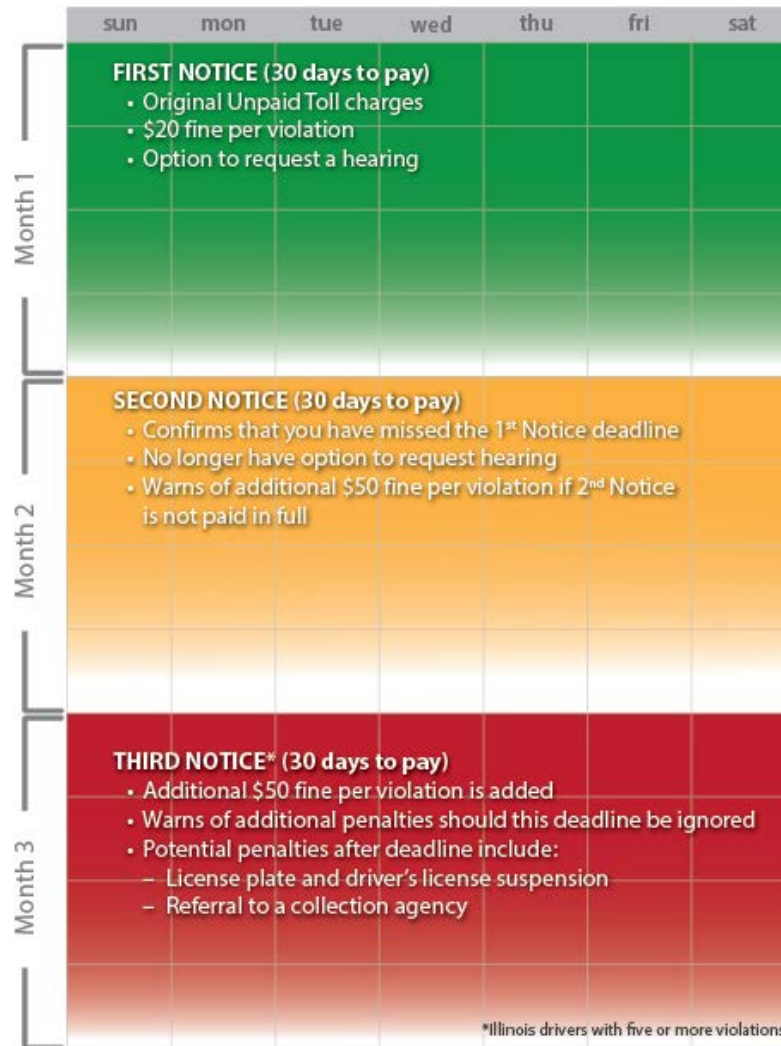 sun mon tue wed thu fri sat
Month 1
FIRST NOTICE (30 days to pay)
• Original Unpaid Toll charges
• $20 fine per violation
• Option to request a hearing
Month 2
SECOND NOTICE (30 days to pay)
• Confirms that you have missed the 1st Notice deadline
• No longer have option to request hearing
• Warns of additional $50 fine per violation if 2nd Notice
is not paid in full
Month 3
THIRD NOTICE* (30 days to pay)
• Additional $50 fine per violation is added
• Warns of additional penalties should this deadline be ignored
• Potential penalties after deadline include:
– License plate and driver's license suspension
– Referral to a collection agency
*Illinois drivers with five or more violations